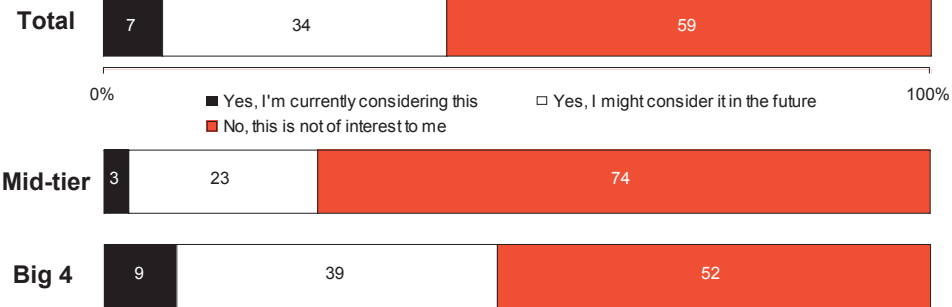 Total 7 34 59
0% 100%
Yes, I'm currently considering this Yes, I might consider it in the future
No, this is not of interest to me
Mid-tier 3 23 74
Big 4 9 39 52